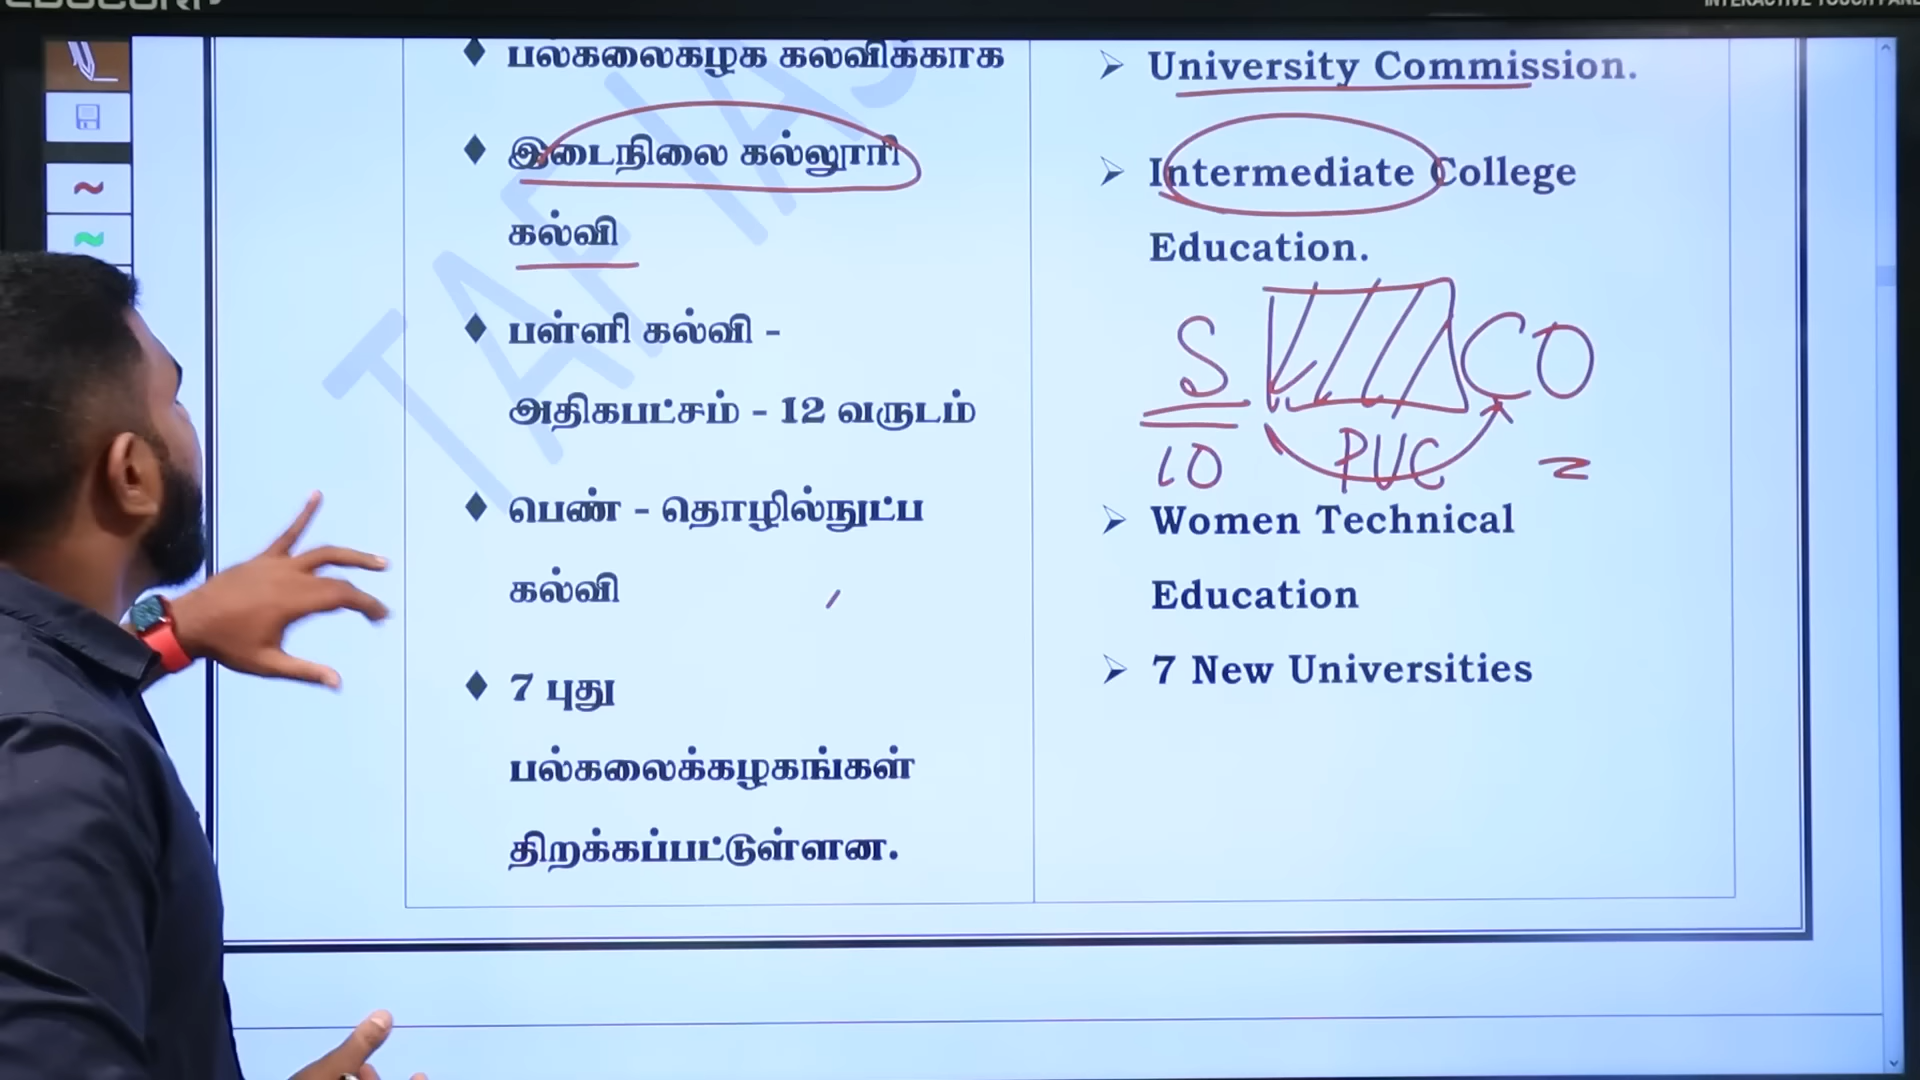 பல்கலைகழக கல்விக்காக
இடைநிலை கல்லூரி
கல்வி
பள்ளி கல்வி -
அதிகபட்சம் - 12 வருடம்
பெண் - தொழில்நுட்ப
கல்வி
7 புது
பல்கலைக்கழகங்கள்
திறக்கப்பட்டுள்ளன.
University Commission.
Intermediate College
Education.
S CO
10 PUC
Women Technical
Education
7 New Universities